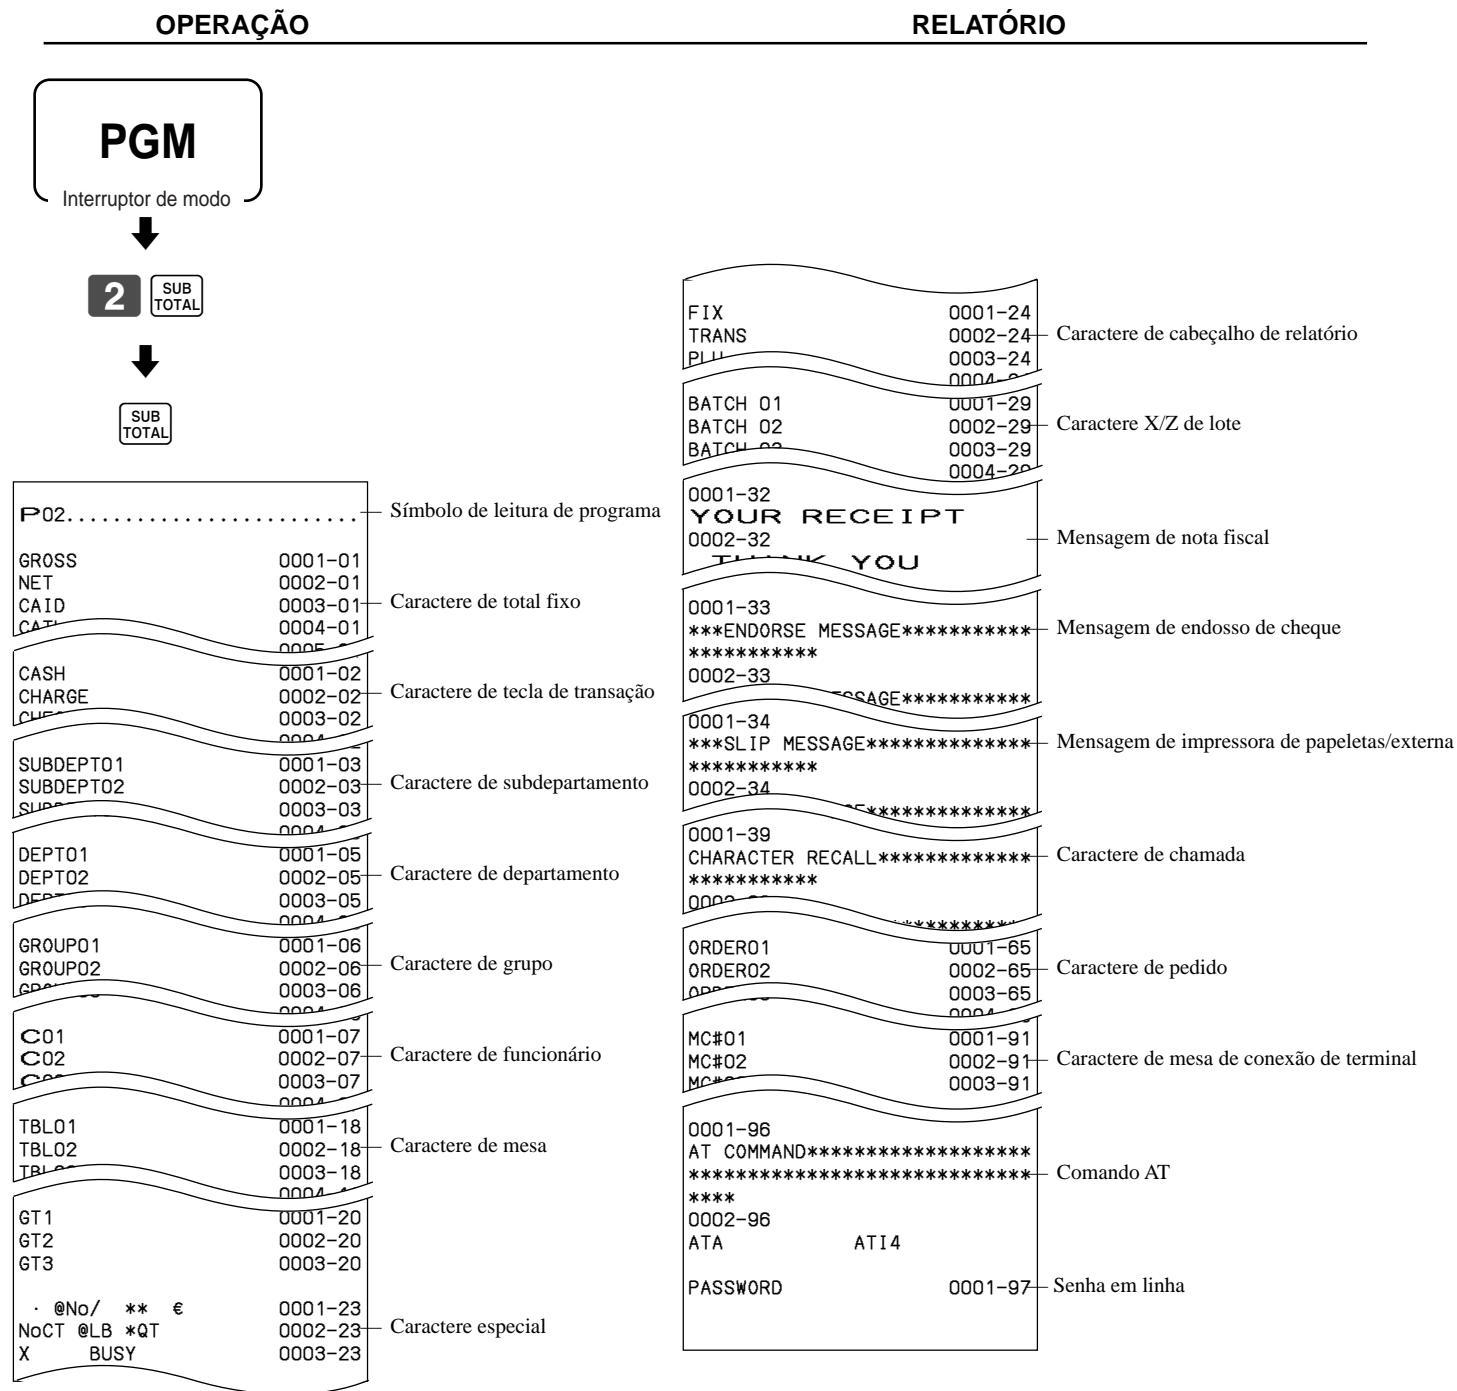 OPERAÇÃO
RELATÓRIO
PGM
Interruptor de modo
2 SUB TOTAL
SUB TOTAL
P02.........................
Símbolo de leitura de programa
GROSS 0001-01
NET 0002-01
CAID 0003-01
Caractere de total fixo
0004-01
CASH 0001-02
CHARGE 0002-02
Caractere de tecla de transação
0003-02
SUBDEPT01 0001-03
SUBDEPT02 0002-03
Caractere de subdepartamento
0003-03
DEPT01 0001-05
DEPT02 0002-05
Caractere de departamento
0003-05
GROUP01 0001-06
GROUP02 0002-06
Caractere de grupo
0003-06
C01 0001-07
C02 0002-07
Caractere de funcionário
0003-07
TBL01 0001-18
TBL02 0002-18
Caractere de mesa
0003-18
GT1 0001-20
GT2 0002-20
GT3 0003-20
· @No/ ** € 0001-23
NoCT @LB *QT 0002-23
Caractere especial
X BUSY 0003-23
FIX 0001-24
TRANS 0002-24
Caractere de cabeçalho de relatório
PLU 0003-24
BATCH 01 0001-29
BATCH 02 0002-29
Caractere X/Z de lote
BATCH 0003-29
0004-29
0001-32
YOUR RECEIPT
0002-32
Mensagem de nota fiscal
THANK YOU
0001-33
***ENDORSE MESSAGE***********
Mensagem de endosso de cheque
***********
0002-33
0001-34
***SLIP MESSAGE**************
Mensagem de impressora de papeletas/externa
***********
0002-34
0001-39
CHARACTER RECALL*************
Caractere de chamada
***********
ORDER01 0001-65
ORDER02 0002-65
Caractere de pedido
0003-65
MC#01 0001-91
MC#02 0002-91
Caractere de mesa de conexão de terminal
0003-91
0001-96
AT COMMAND*******************
*****************************
Comando AT
****
0002-96
ATA ATI4
PASSWORD 0001-97
Senha em linha